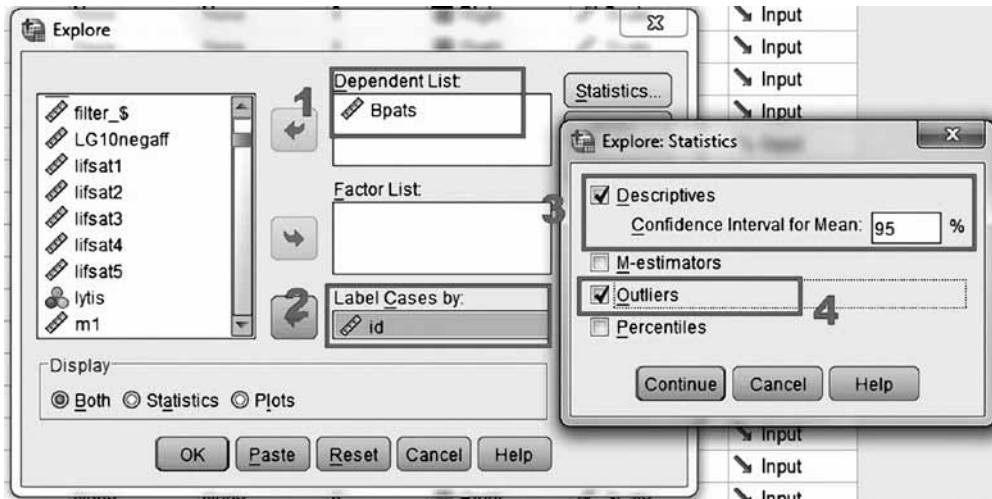 Explore
Dependent List:
Bpats
Statistics...
filter_$
LG10negaff
lifsat1
lifsat2
lifsat3
lifsat4
lifsat5
lytis
m1
1
Factor List:
2
Label Cases by:
id
Display
Both Statistics Plots
OK Paste Reset Cancel Help
Explore: Statistics
3
Descriptives
Confidence Interval for Mean: 95 %
M-estimators
Outliers
4
Percentiles
Continue Cancel Help
Input
Input
Input
Input
Input
Input
Input